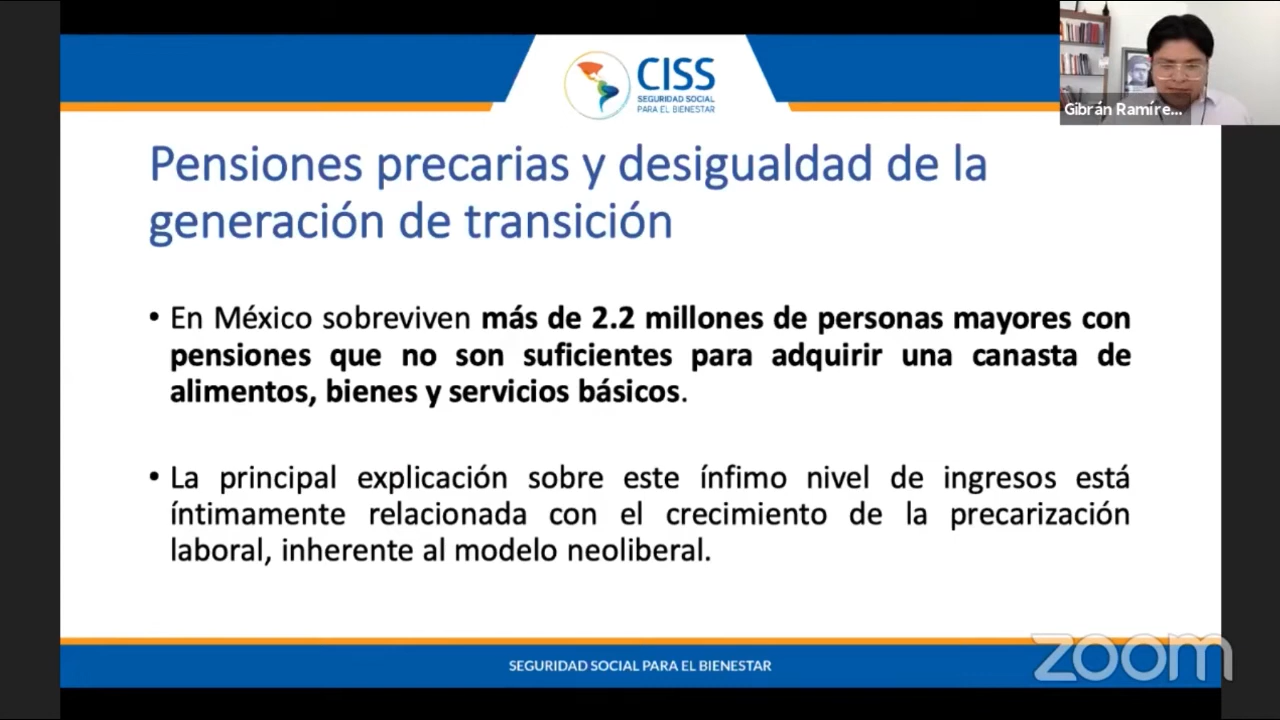 CISS
SEGURIDAD SOCIAL
PARA EL BIENESTAR
Gibrán Ramíre...
Pensiones precarias y desigualdad de la
generación de transición
• En México sobreviven más de 2.2 millones de personas mayores con
pensiones que no son suficientes para adquirir una canasta de
alimentos, bienes y servicios básicos.
• La principal explicación sobre este ínfimo nivel de ingresos está
íntimamente relacionada con el crecimiento de la precarización
laboral, inherente al modelo neoliberal.
SEGURIDAD SOCIAL PARA EL BIENESTAR
zoom